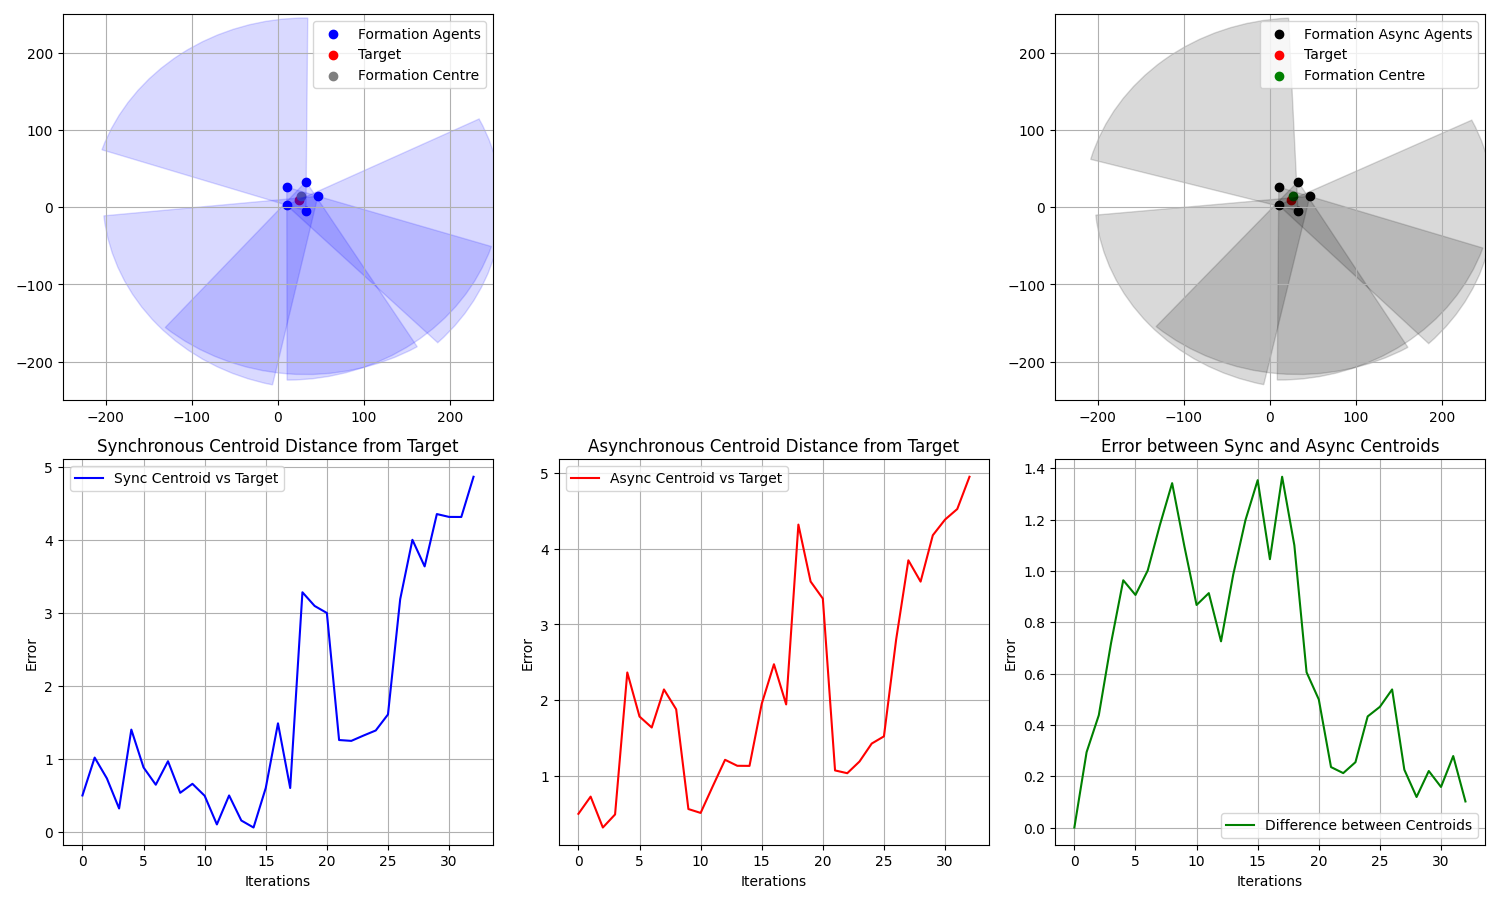 Formation Agents
Target
Formation Centre
200
100
0
−100
−200
−200 −100 0 100 200
Formation Async Agents
Target
Formation Centre
200
100
0
−100
−200
−200 −100 0 100 200
Synchronous Centroid Distance from Target
Sync Centroid vs Target
5
4
3
2
1
0
Error
0 5 10 15 20 25 30
Iterations
Asynchronous Centroid Distance from Target
Async Centroid vs Target
5
4
3
2
1
Error
0 5 10 15 20 25 30
Iterations
Error between Sync and Async Centroids
1.4
1.2
1.0
0.8
0.6
0.4
0.2
0.0
Error
Difference between Centroids
0 5 10 15 20 25 30
Iterations